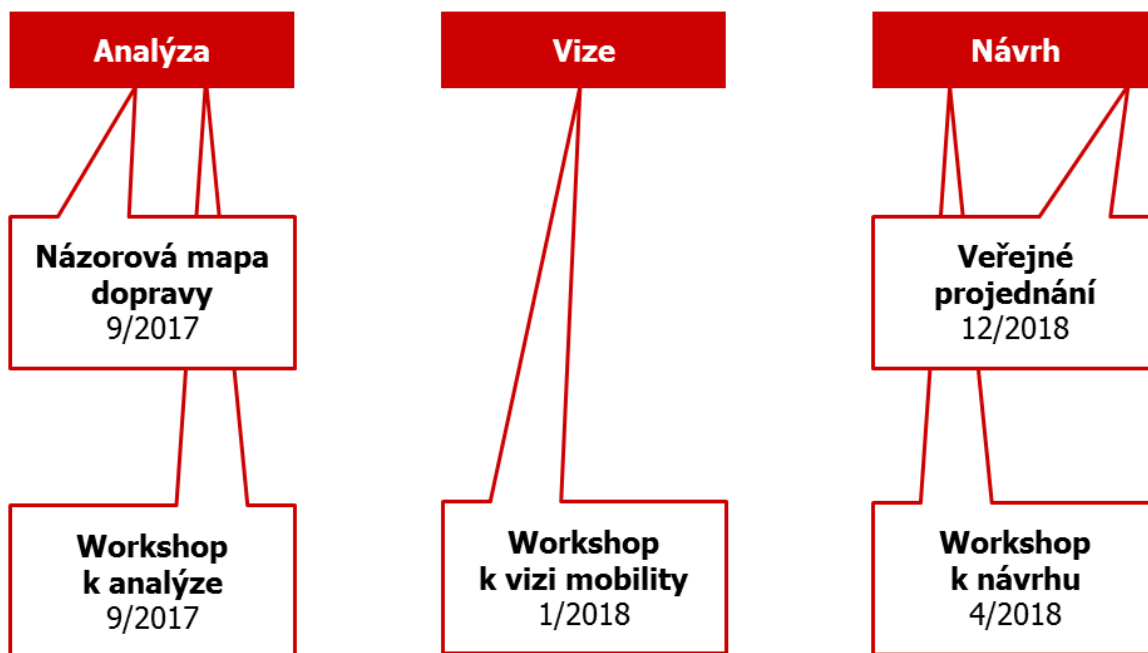 Analýza
Vize
Návrh
Názorová mapa
dopravy
9/2017
Veřejné
projednání
12/2018
Workshop
k analýze
9/2017
Workshop
k vizi mobility
1/2018
Workshop
k návrhu
4/2018